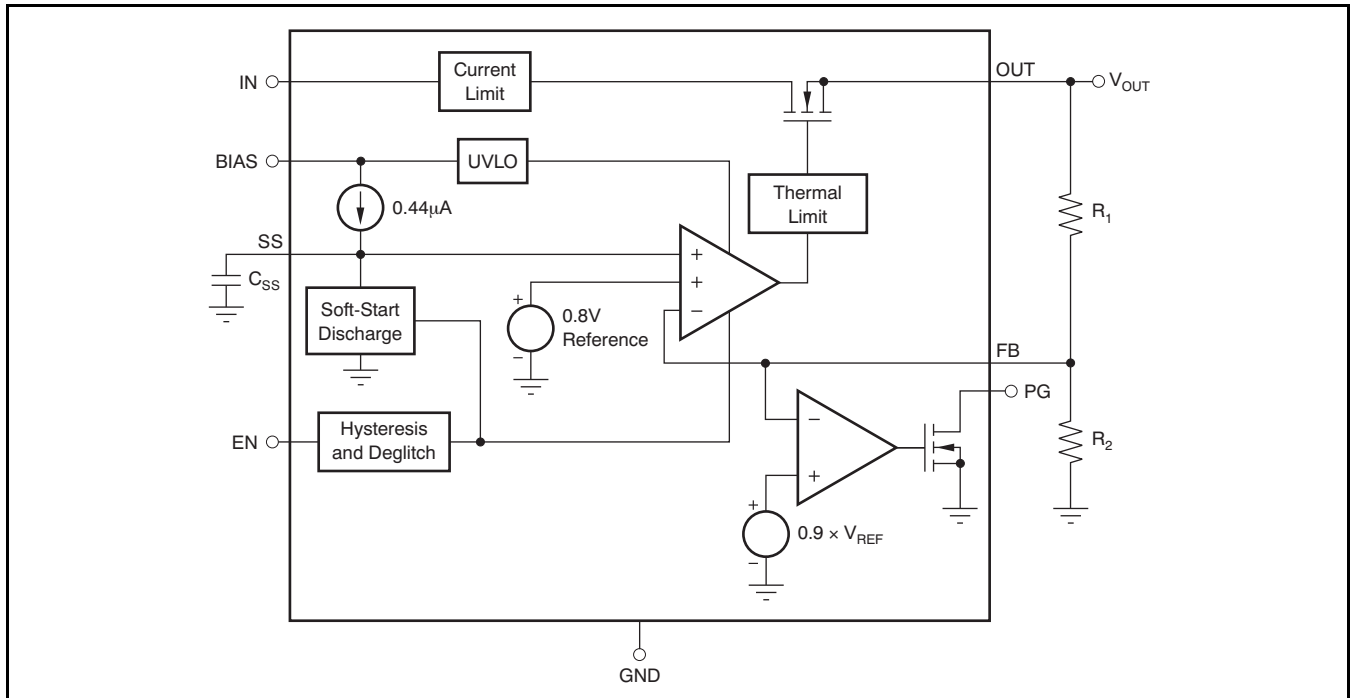 IN
Current
Limit
OUT
V_OUT
BIAS
UVLO
0.44μA
Thermal
Limit
R_1
SS
C_SS
+
+
−
Soft-Start
Discharge
+
0.8V
Reference
−
FB
PG
EN
Hysteresis
and Deglitch
−
+
R_2
+
0.9 × V_REF
−
GND